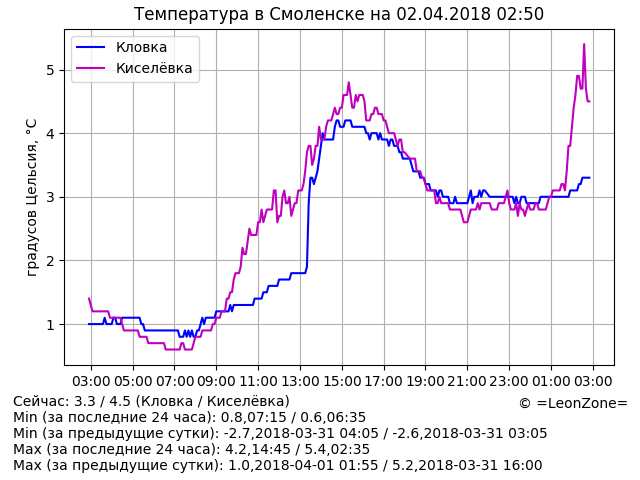 Температура в Смоленске на 02.04.2018 02:50
Кловка
Киселёвка
градусов Цельсия, °C
5
4
3
2
1
03:00 05:00 07:00 09:00 11:00 13:00 15:00 17:00 19:00 21:00 23:00 01:00 03:00
Сейчас: 3.3 / 4.5 (Кловка / Киселёвка)
© =LeonZone=
Min (за последние 24 часа): 0.8,07:15 / 0.6,06:35
Min (за предыдущие сутки): -2.7,2018-03-31 04:05 / -2.6,2018-03-31 03:05
Max (за последние 24 часа): 4.2,14:45 / 5.4,02:35
Max (за предыдущие сутки): 1.0,2018-04-01 01:55 / 5.2,2018-03-31 16:00